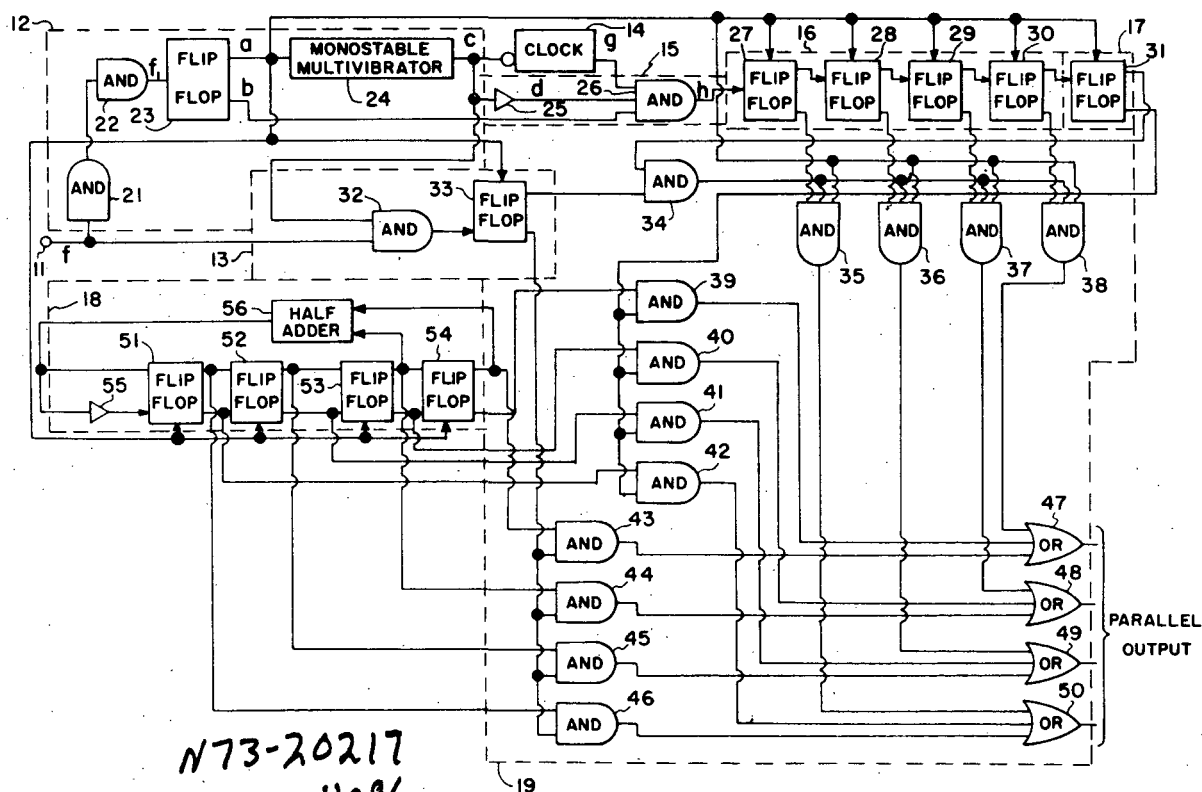 12
14
17
a
c
g
15
27
16
28
29
30
31
AND
f
FLIP FLOP
MONOSTABLE MULTIVIBRATOR
CLOCK
22
23
b
24
d
25
26
AND
h
FLIP FLOP
FLIP FLOP
FLIP FLOP
FLIP FLOP
FLIP FLOP
AND
21
32
33
AND
FLIP FLOP
AND
34
AND
AND
AND
AND
11
f
13
35
36
37
38
18
56
HALF ADDER
AND
39
51
52
54
AND
40
55
FLIP FLOP
FLIP FLOP
53
FLIP FLOP
FLIP FLOP
AND
41
AND
42
AND
43
47
OR
AND
44
48
OR
PARALLEL OUTPUT
AND
45
49
OR
AND
46
50
OR
N73-20217
19